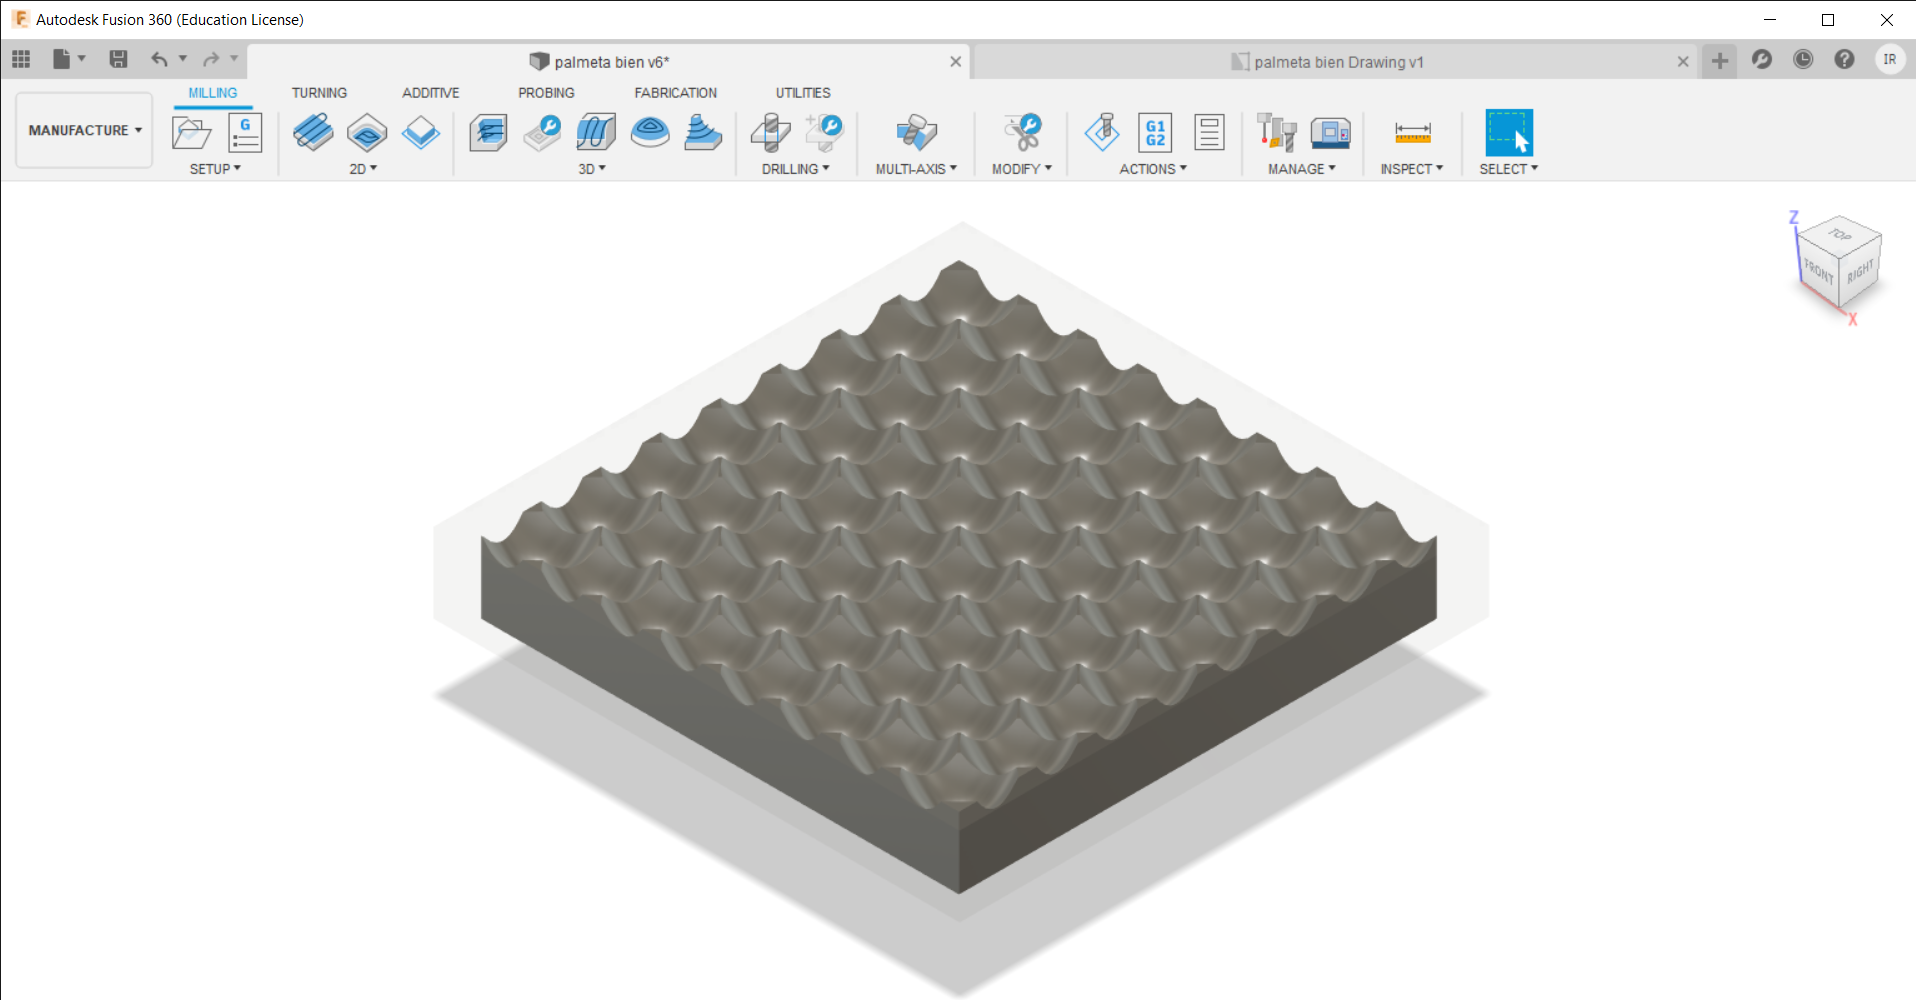 Autodesk Fusion 360 (Education License)
palmeta bien v6*
palmeta bien Drawing v1
IR
MILLING TURNING ADDITIVE PROBING FABRICATION UTILITIES
MANUFACTURE
G
G1
G2
SETUP 2D 3D DRILLING MULTI-AXIS MODIFY ACTIONS MANAGE INSPECT SELECT
Z
TOP
FRONT RIGHT
X